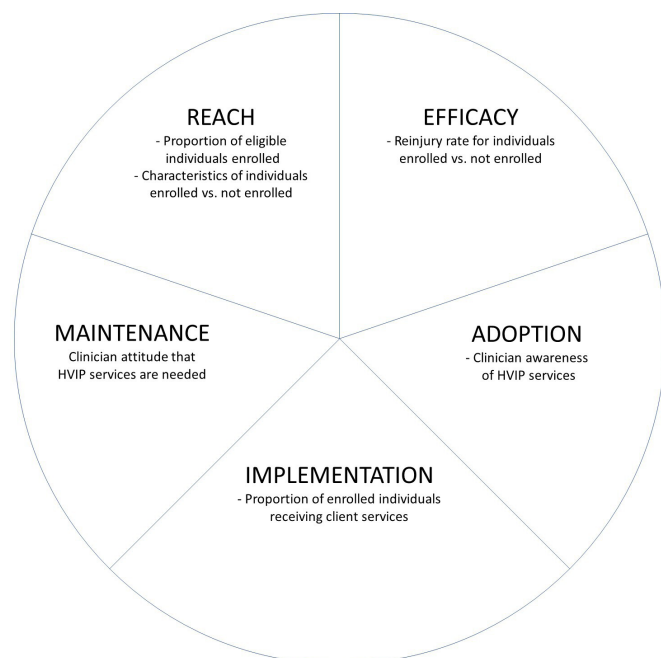 REACH
- Proportion of eligible
individuals enrolled
- Characteristics of individuals
enrolled vs. not enrolled
EFFICACY
- Reinjury rate for individuals
enrolled vs. not enrolled
MAINTENANCE
Clinician attitude that
HVIP services are needed
ADOPTION
- Clinician awareness
of HVIP services
IMPLEMENTATION
- Proportion of enrolled individuals
receiving client services